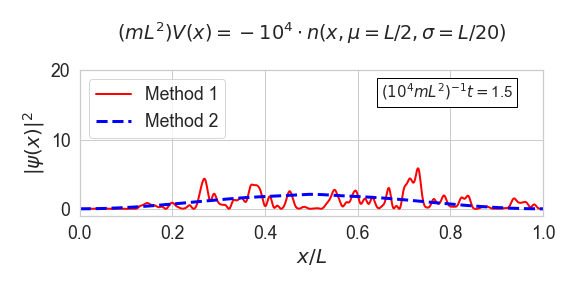 (mL²)V(x) = −10⁴ · n(x, μ = L/2, σ = L/20)
20
10
0
|ψ(x)|²
Method 1
Method 2
(10⁴mL²)⁻¹t = 1.5
0.0 0.2 0.4 0.6 0.8 1.0
x/L